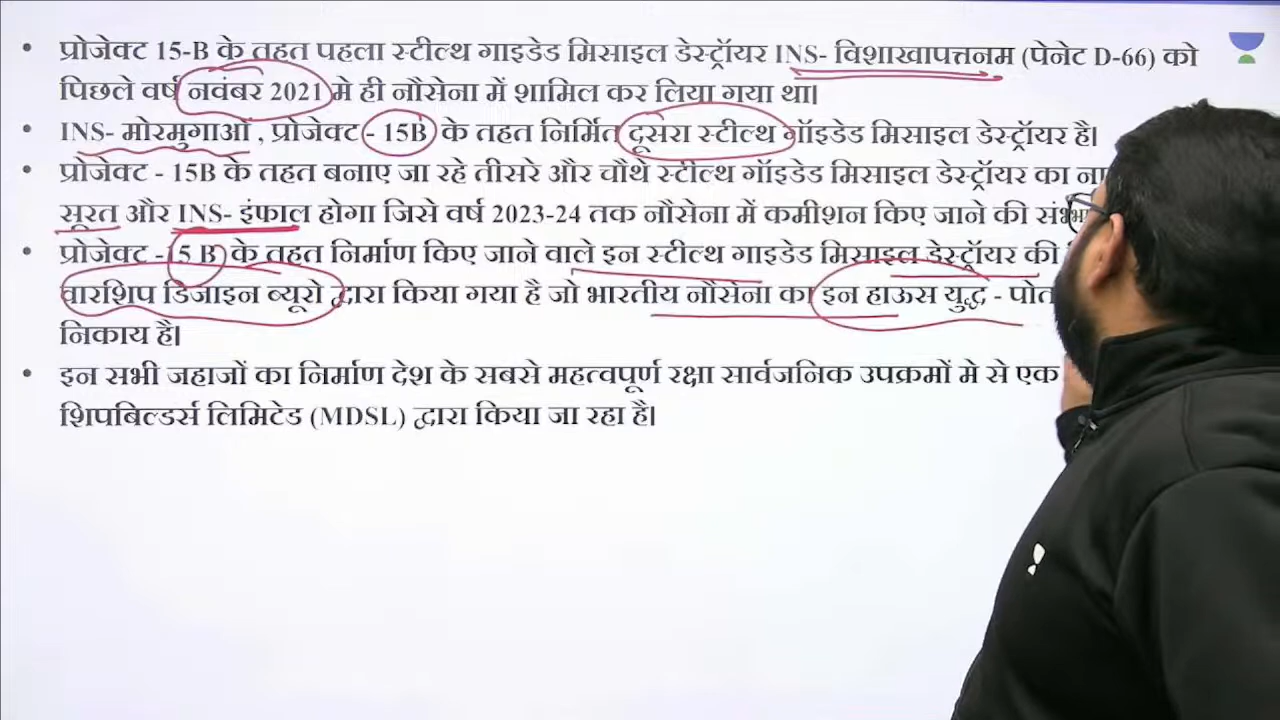 • प्रोजेक्ट 15-B के तहत पहला स्टील्थ गाइडेड मिसाइल डेस्ट्रॉयर INS- विशाखापत्तनम (पेनेट D-66) को
पिछले वर्ष नवंबर 2021 मे ही नौसेना में शामिल कर लिया गया था।
• INS- मोरमुगाओ , प्रोजेक्ट - 15B के तहत निर्मित दूसरा स्टील्थ गॉइडेड मिसाइल डेस्ट्रॉयर है।
• प्रोजेक्ट - 15B के तहत बनाए जा रहे तीसरे और चौथे स्टील्थ गॉइडेड मिसाइल डेस्ट्रॉयर का
सूरत और INS- इंफाल होगा जिसे वर्ष 2023-24 तक नौसेना में कमीशन किए जाने की
• प्रोजेक्ट -15 B के तहत निर्माण किए जाने वाले इन स्टील्थ गाइडेड मिसाइल डेस्ट्रॉयर की
वारशिप डिजाइन ब्यूरो द्वारा किया गया है जो भारतीय नौसेना का इन हाऊस युद्ध -
निकाय है।
• इन सभी जहाजों का निर्माण देश के सबसे महत्वपूर्ण रक्षा सार्वजनिक उपक्रमों मे से एक
शिपबिल्डर्स लिमिटेड (MDSL) द्वारा किया जा रहा है।